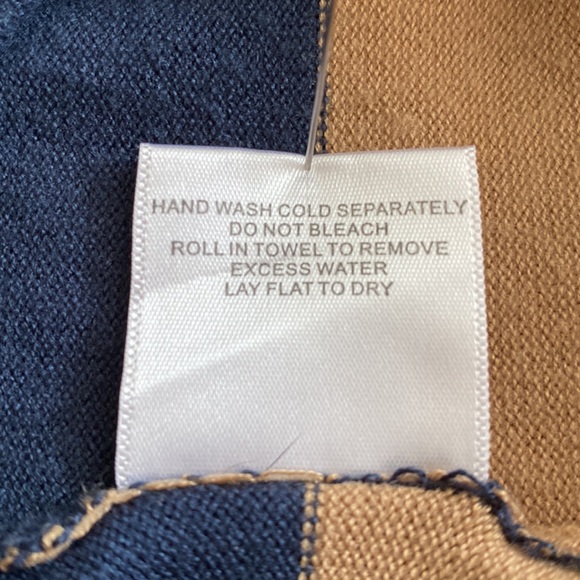 HAND WASH COLD SEPARATELY
DO NOT BLEACH
ROLL IN TOWEL TO REMOVE
EXCESS WATER
LAY FLAT TO DRY